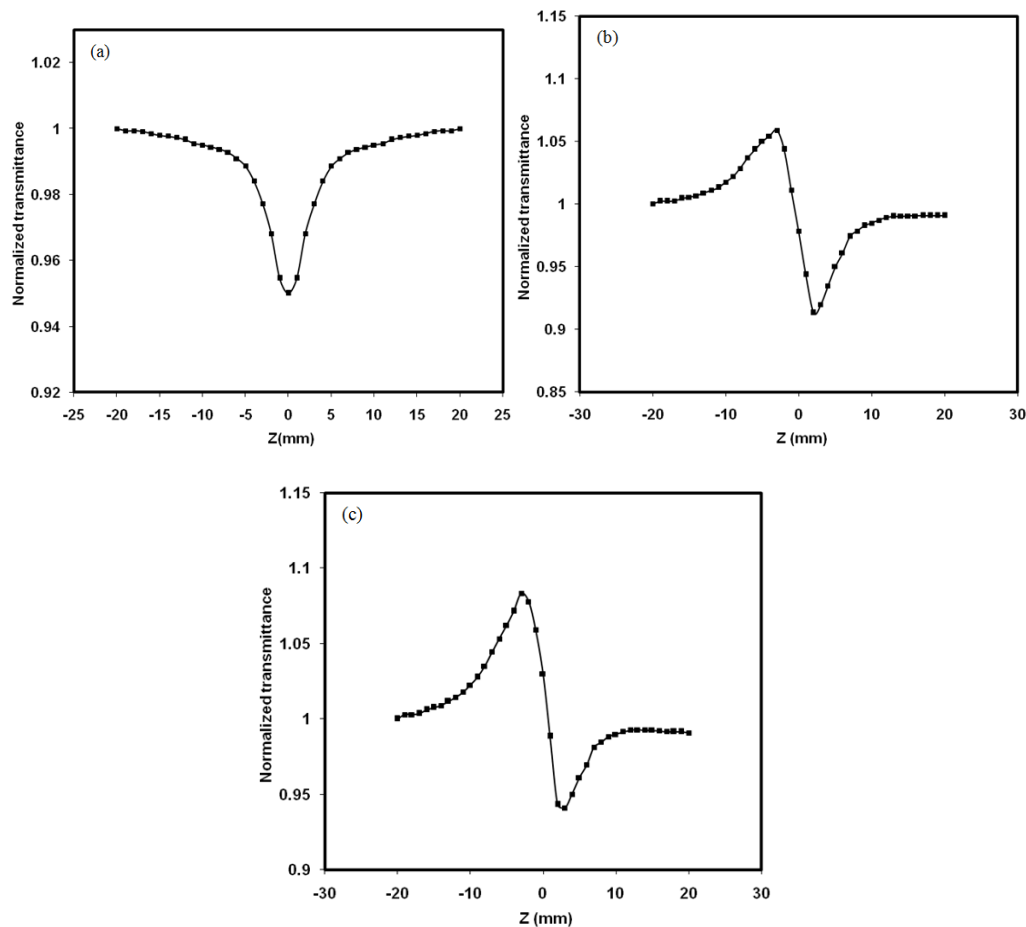 (a)
1.02
1
0.98
0.96
0.94
0.92
Normalized transmittance
-25 -20 -15 -10 -5 0 5 10 15 20 25
Z(mm)
(b)
1.15
1.1
1.05
1
0.95
0.9
0.85
Normalized transmittance
-30 -20 -10 0 10 20 30
Z (mm)
(c)
1.15
1.1
1.05
1
0.95
0.9
Normalized transmittance
-30 -20 -10 0 10 20 30
Z (mm)